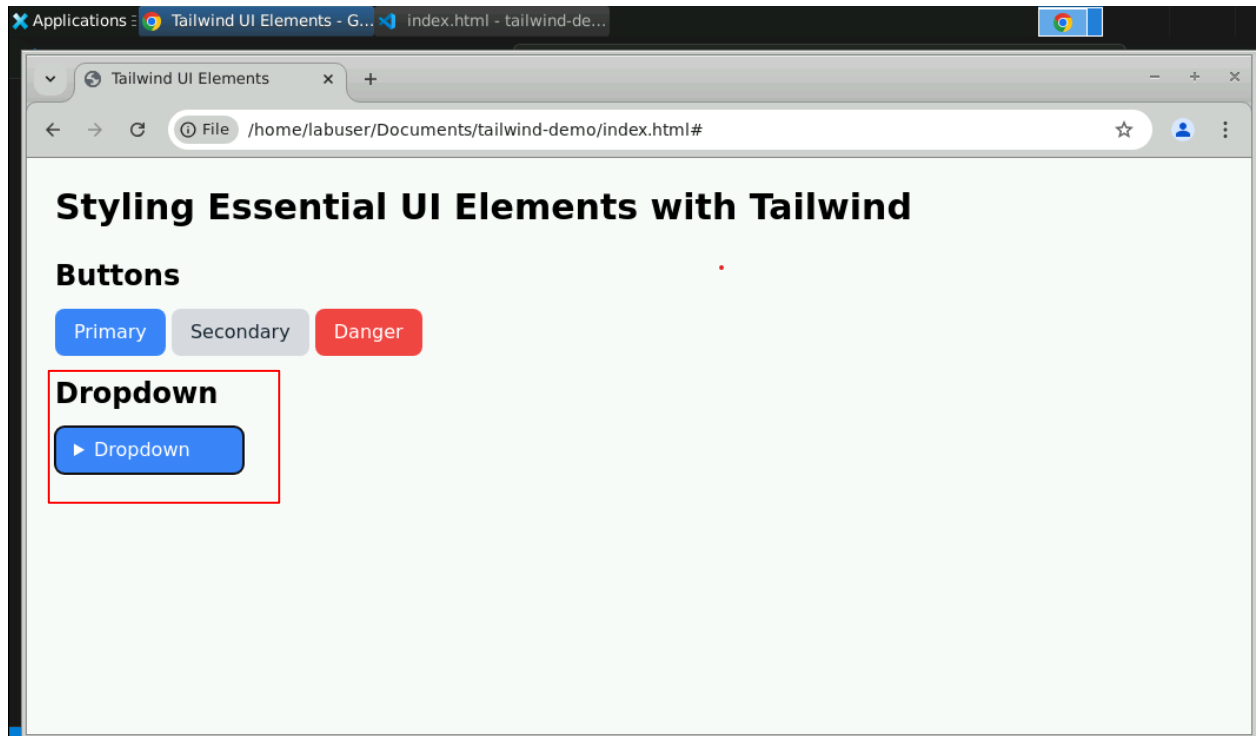 Applications Tailwind UI Elements - G... index.html - tailwind-de...
Tailwind UI Elements
File /home/labuser/Documents/tailwind-demo/index.html#
Styling Essential UI Elements with Tailwind
Buttons
Primary Secondary Danger
Dropdown
Dropdown